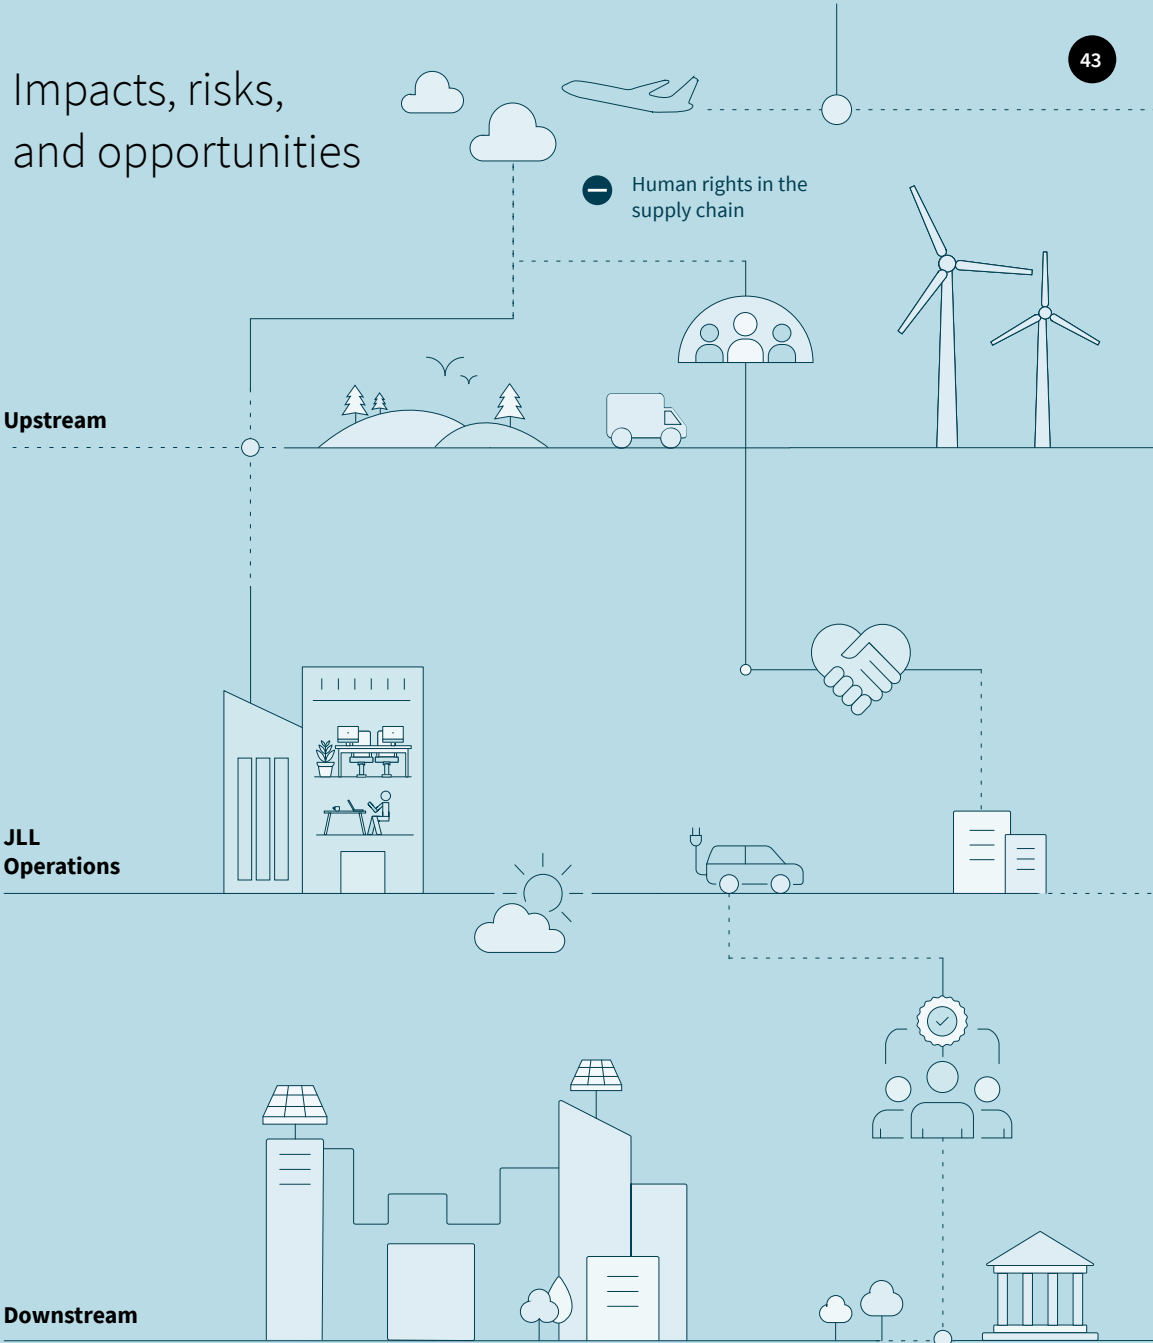 43
Impacts, risks,
and opportunities
Human rights in the
supply chain
Upstream
JLL
Operations
Downstream